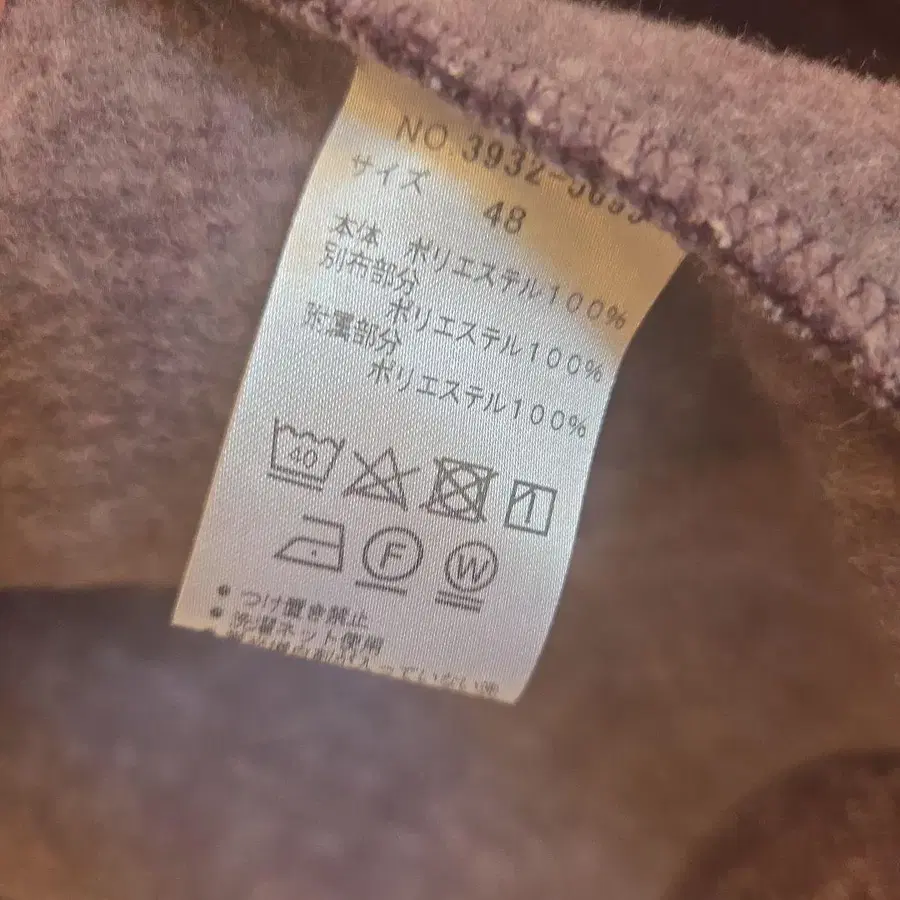 NO.3932-
サイズ
48
本体 ポリエステル100%
別布部分
ポリエステル100%
附属部分
ポリエステル100%
40
F W
● つけ置き禁止
● 洗濯ネット使用